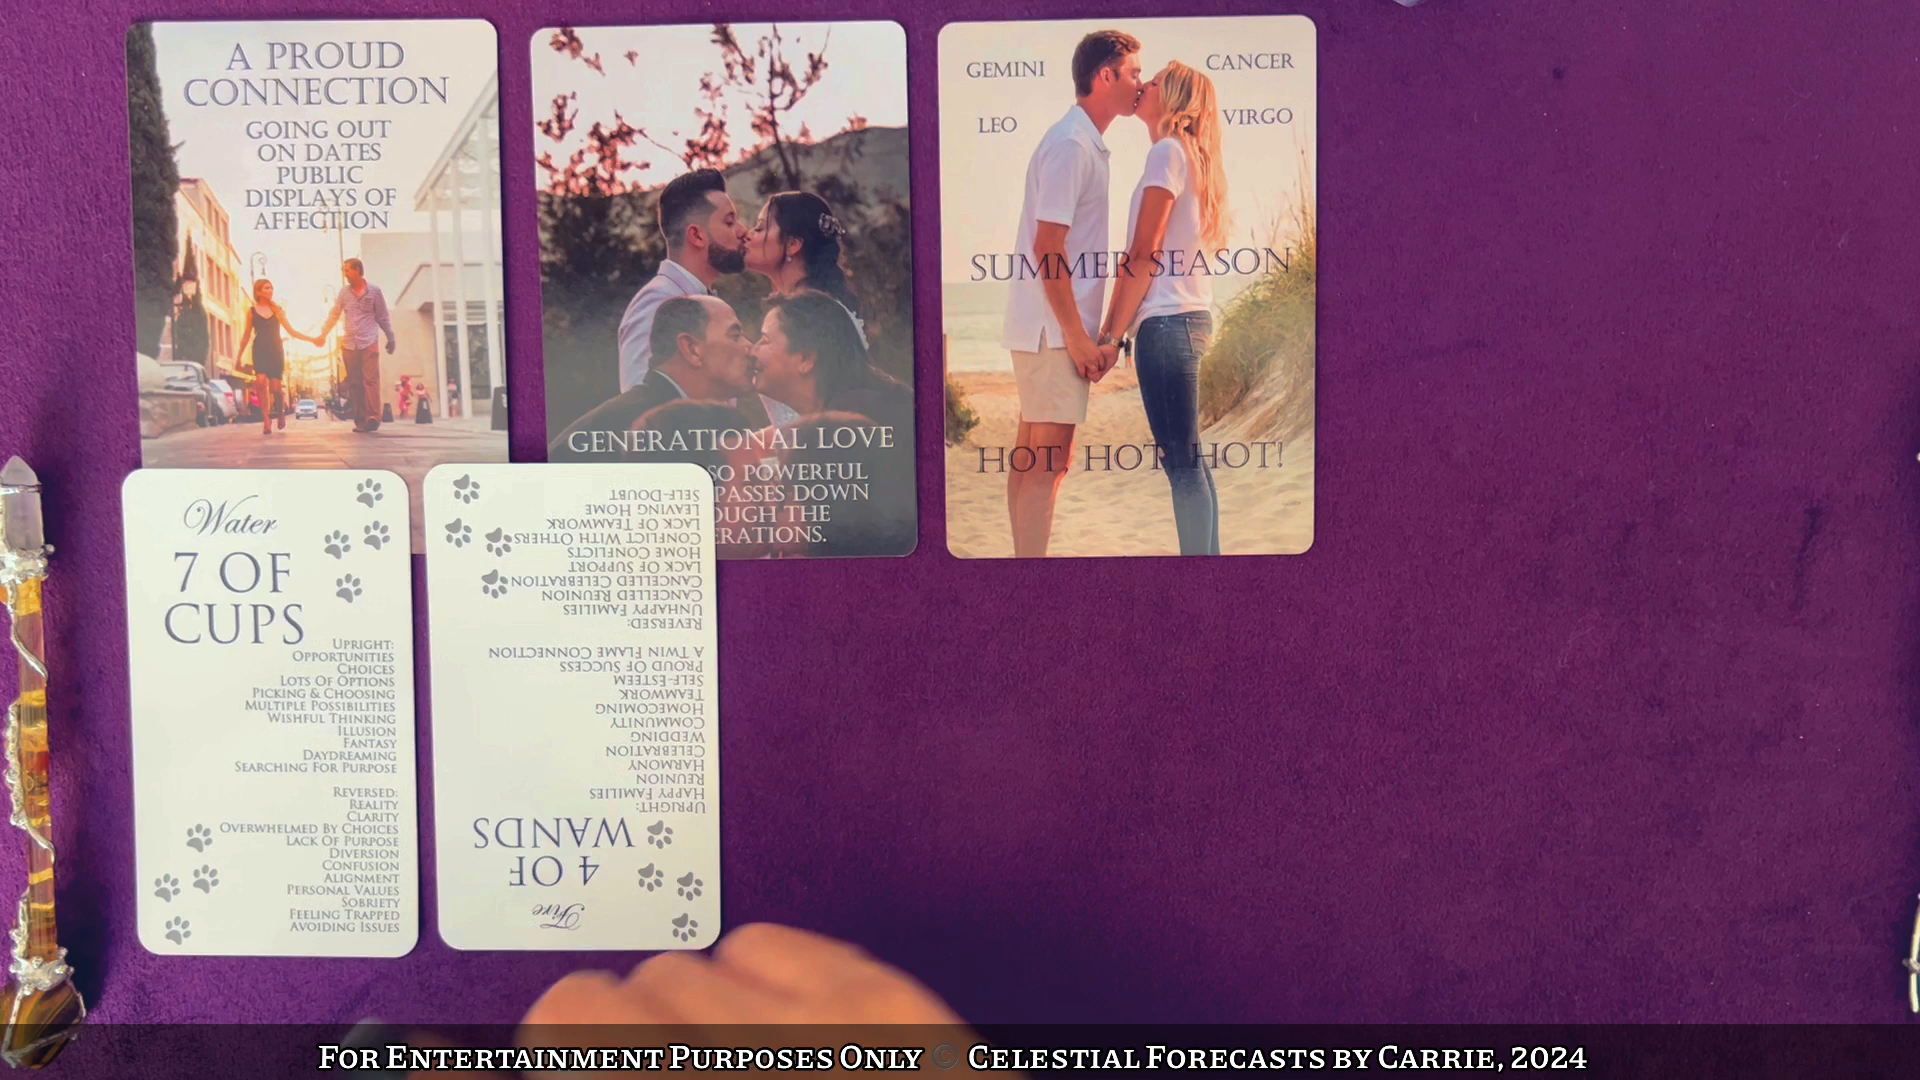 A PROUD
CONNECTION
GOING OUT
ON DATES
PUBLIC
DISPLAYS OF
AFFECTION
GENERATIONAL LOVE
SO POWERFUL
PASSES DOWN
OUGH THE
ERATIONS.
GEMINI
CANCER
LEO
VIRGO
SUMMER SEASON
HOT, HOT, HOT!
Water
7 OF
CUPS
UPRIGHT:
OPPORTUNITIES
CHOICES
LOTS OF OPTIONS
PICKING & CHOOSING
MULTIPLE POSSIBILITIES
WISHFUL THINKING
ILLUSION
FANTASY
DAYDREAMING
SEARCHING FOR PURPOSE
REVERSED:
REALITY
CLARITY
OVERWHELMED BY CHOICES
LACK OF PURPOSE
DIVERSION
CONFUSION
ALIGNMENT
PERSONAL VALUES
SOBRIETY
FEELING TRAPPED
AVOIDING ISSUES
Fire
4 OF
WANDS
UPRIGHT:
HAPPY FAMILIES
REUNION
HARMONY
CELEBRATION
WEDDING
COMMUNITY
HOMECOMING
TEAMWORK
SELF-ESTEEM
PROUD OF SUCCESS
A TWIN FLAME CONNECTION
REVERSED:
UNHAPPY FAMILIES
CANCELLED REUNION
CANCELLED CELEBRATION
LACK OF SUPPORT
HOME CONFLICTS
CONFLICT WITH OTHERS
LACK OF TEAMWORK
LEAVING HOME
SELF-DOUBT
FOR ENTERTAINMENT PURPOSES ONLY © CELESTIAL FORECASTS BY CARRIE, 2024